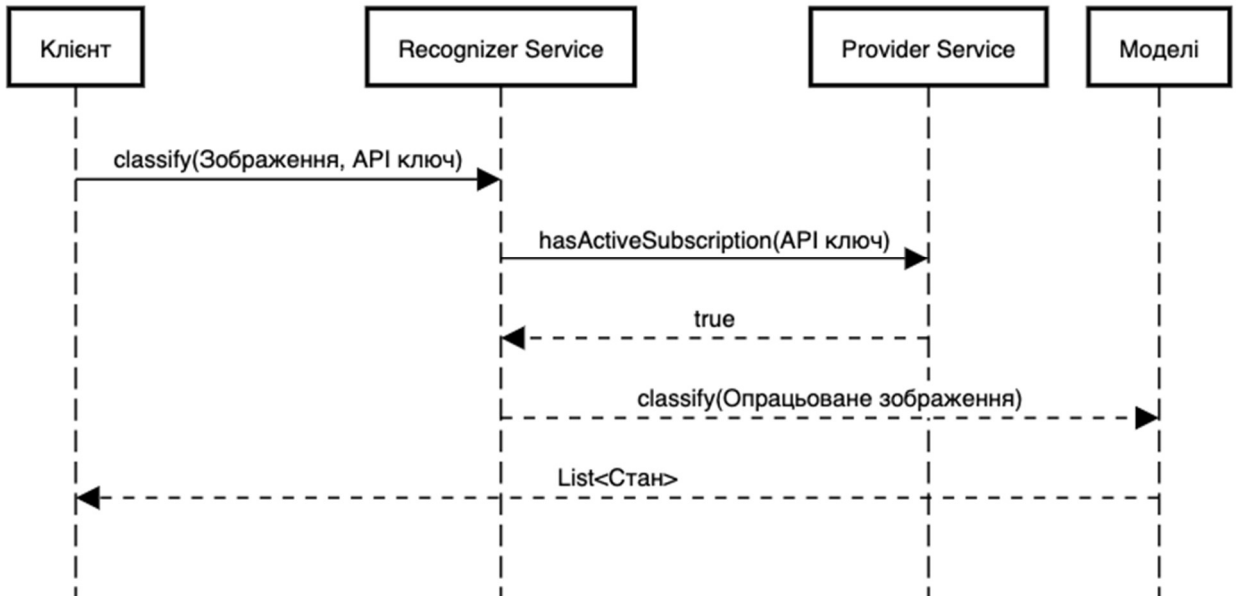 Клієнт
Recognizer Service
Provider Service
Моделі
classify(Зображення, API ключ)
hasActiveSubscription(API ключ)
true
classify(Опрацьоване зображення)
List<Стан>